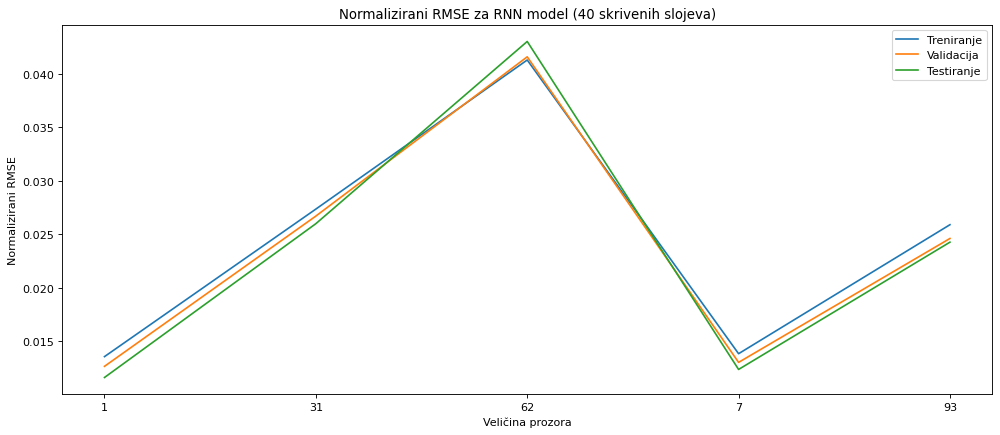 Normalizirani RMSE za RNN model (40 skrivenih slojeva)
Treniranje
Validacija
Testiranje
Normalizirani RMSE
0.040
0.035
0.030
0.025
0.020
0.015
1 31 62 7 93
Veličina prozora